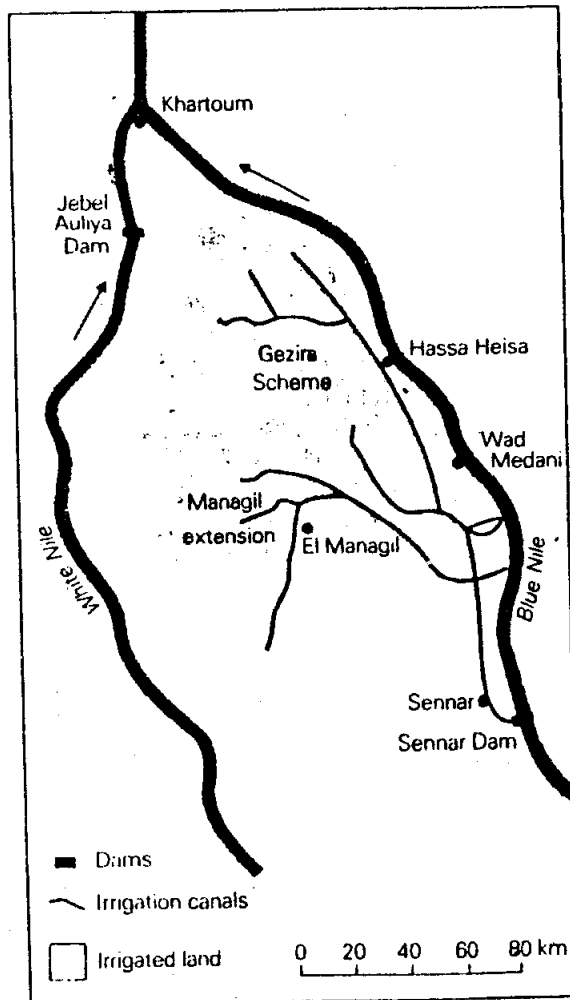 Khartoum
Jebel
Auliya
Dam
Gezira
Scheme
Hassa Heisa
Wad
Medani
Managil
extension
El Managil
White Nile
Blue Nile
Sennar
Sennar Dam
Dams
Irrigation canals
Irrigated land
0 20 40 60 80 km